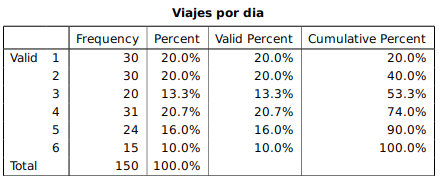 Viajes por dia
Frequency Percent Valid Percent Cumulative Percent
Valid 1 30 20.0% 20.0% 20.0%
2 30 20.0% 20.0% 40.0%
3 20 13.3% 13.3% 53.3%
4 31 20.7% 20.7% 74.0%
5 24 16.0% 16.0% 90.0%
6 15 10.0% 10.0% 100.0%
Total 150 100.0%